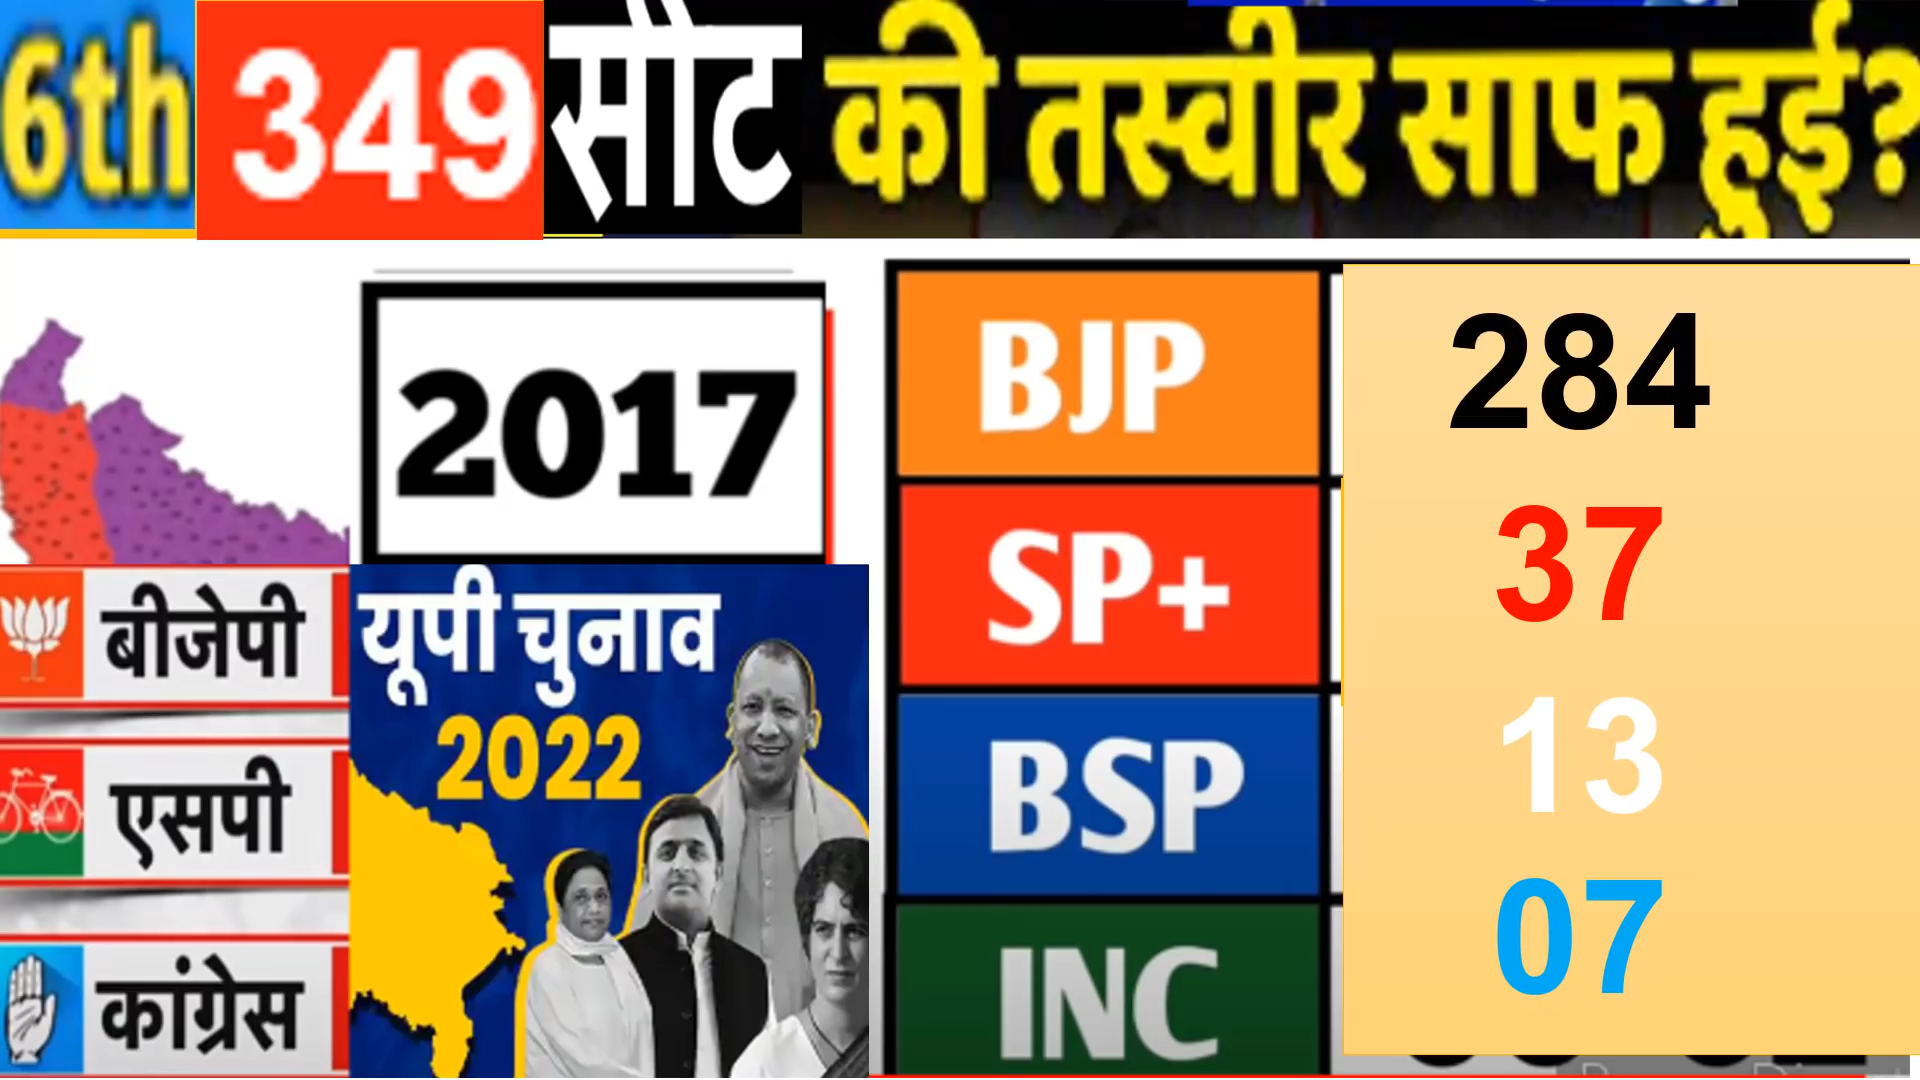 6th 349 सीट की तस्वीर साफ हुई?
2017
BJP 284
SP+ 37
BSP 13
INC 07
बीजेपी
एसपी
कांग्रेस
यूपी चुनाव
2022